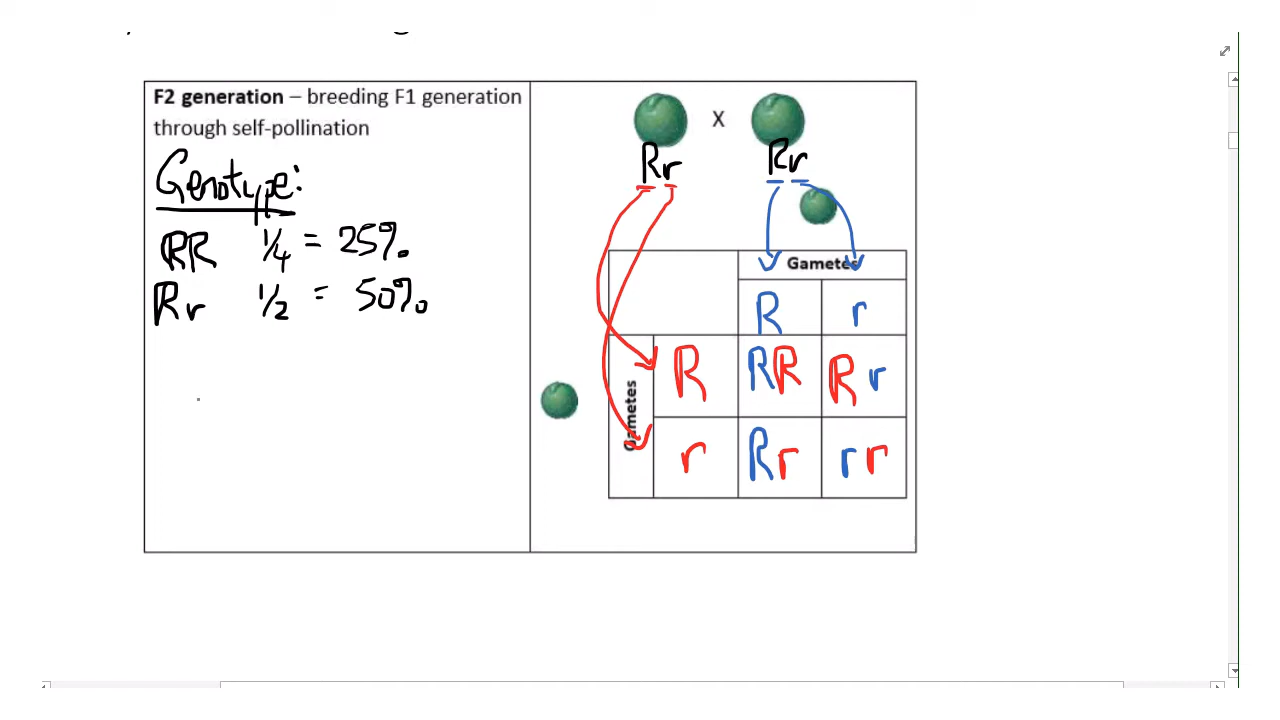 F2 generation – breeding F1 generation
through self-pollination
Genotype:
RR 1/4 = 25%
Rr 1/2 = 50%
X
Rr Rr
Gametes
R r
Gametes
R RR Rr
r Rr rr